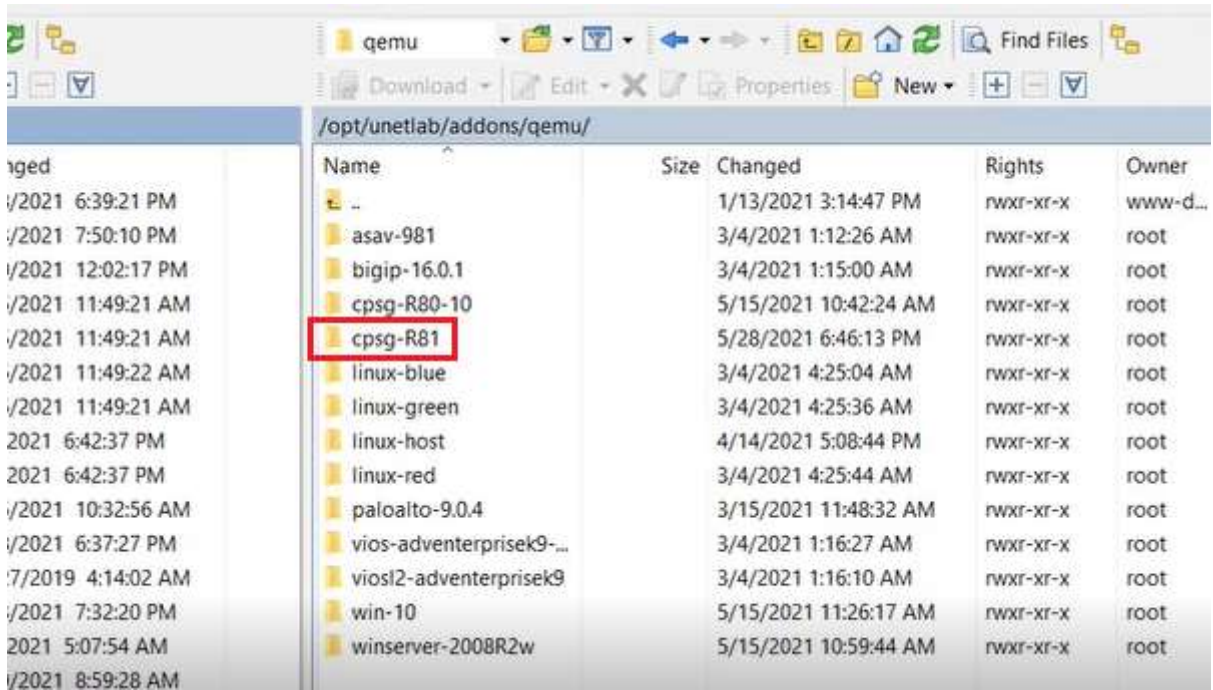 qemu Find Files
Download Edit Properties New
/opt/unetlab/addons/qemu/
nged Name Size Changed Rights Owner
/2021 6:39:21 PM .. 1/13/2021 3:14:47 PM rwxr-xr-x www-d...
/2021 7:50:10 PM asav-981 3/4/2021 1:12:26 AM rwxr-xr-x root
/2021 12:02:17 PM bigip-16.0.1 3/4/2021 1:15:00 AM rwxr-xr-x root
/2021 11:49:21 AM cpsg-R80-10 5/15/2021 10:42:24 AM rwxr-xr-x root
/2021 11:49:21 AM cpsg-R81 5/28/2021 6:46:13 PM rwxr-xr-x root
/2021 11:49:22 AM linux-blue 3/4/2021 4:25:04 AM rwxr-xr-x root
/2021 11:49:21 AM linux-green 3/4/2021 4:25:36 AM rwxr-xr-x root
2021 6:42:37 PM linux-host 4/14/2021 5:08:44 PM rwxr-xr-x root
2021 6:42:37 PM linux-red 3/4/2021 4:25:44 AM rwxr-xr-x root
/2021 10:32:56 AM paloalto-9.0.4 3/15/2021 11:48:32 AM rwxr-xr-x root
/2021 6:37:27 PM vios-adventerprisek9-... 3/4/2021 1:16:27 AM rwxr-xr-x root
7/2019 4:14:02 AM viosl2-adventerprisek9 3/4/2021 1:16:10 AM rwxr-xr-x root
/2021 7:32:20 PM win-10 5/15/2021 11:26:17 AM rwxr-xr-x root
2021 5:07:54 AM winserver-2008R2w 5/15/2021 10:59:44 AM rwxr-xr-x root
/2021 8:59:28 AM